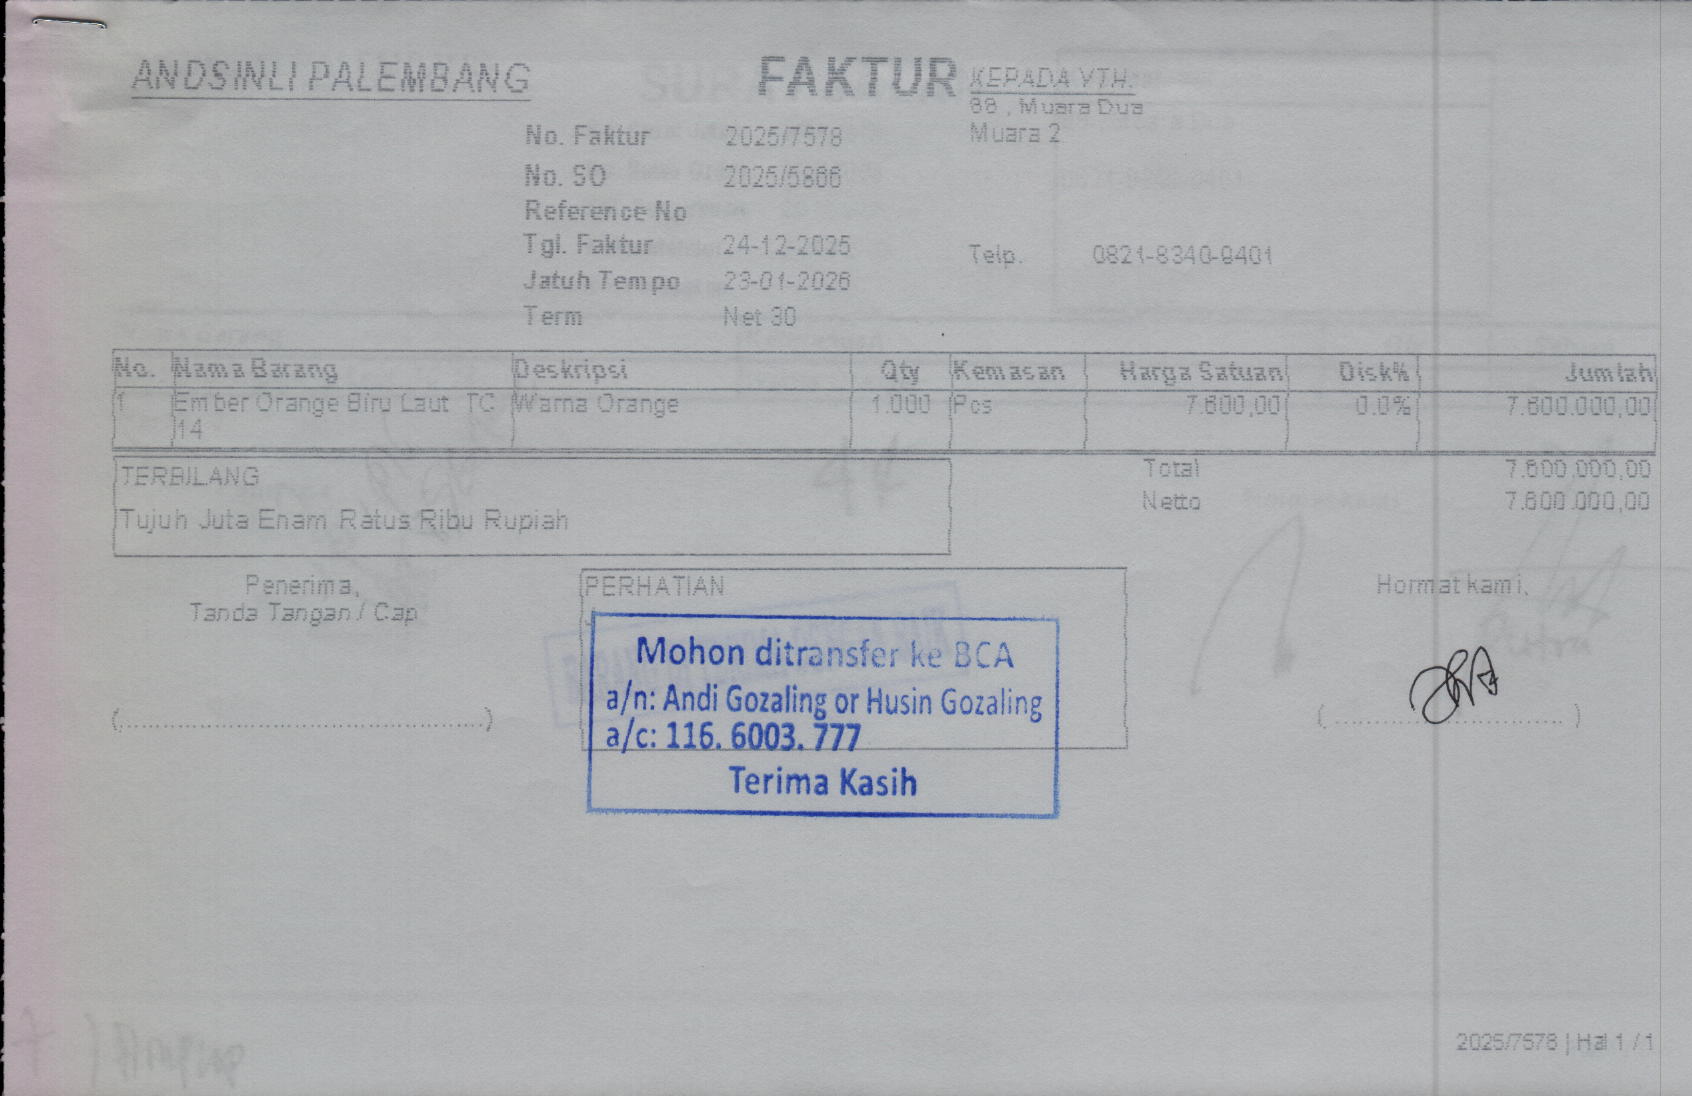 ANDSINLI PALEMBANG
FAKTUR
KEPADA YTH.
88 , Muara Dua
Muara 2
No. Faktur 2025/7578
No. SO 2025/5866
Reference No
Tgl. Faktur 24-12-2025
Jatuh Tempo 23-01-2026
Term Net 30
Telp. 0821-8340-9401
No. Nama Barang Deskripsi Qty Kemasan Harga Satuan Disk% Jumlah
1 Ember Orange Biru Laut TC Warna Orange 1.000 Pcs 7.600,00 0.0% 7.600.000,00
14
TERBILANG
Tujuh Juta Enam Ratus Ribu Rupiah
Total 7.600.000,00
Netto 7.600.000,00
Penerima,
Tanda Tangan / Cap
PERHATIAN
Mohon ditransfer ke BCA
a/n: Andi Gozaling or Husin Gozaling
a/c: 116. 6003. 777
Terima Kasih
Hormat kami,
(....................................................)
( ................................. )
2025/7578 | Hal 1 / 1